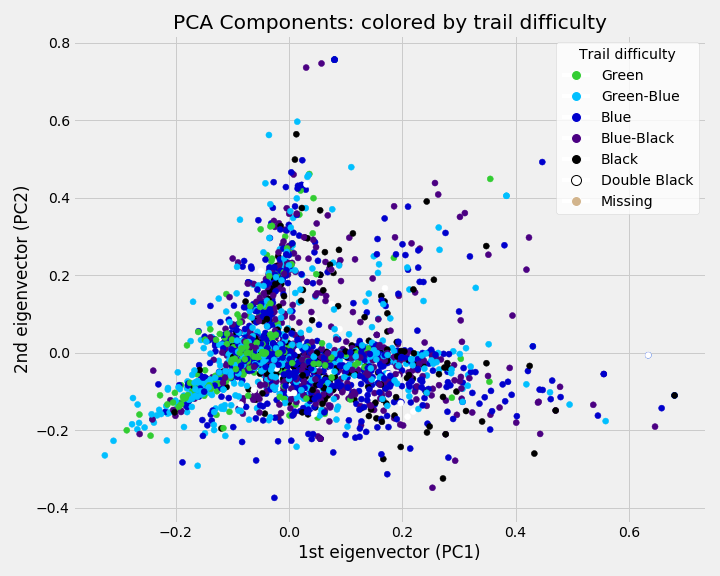 PCA Components: colored by trail difficulty
Trail difficulty
Green
Green-Blue
Blue
Blue-Black
Black
Double Black
Missing
2nd eigenvector (PC2)
0.8
0.6
0.4
0.2
0.0
−0.2
−0.4
−0.2
0.0
0.2
0.4
0.6
1st eigenvector (PC1)